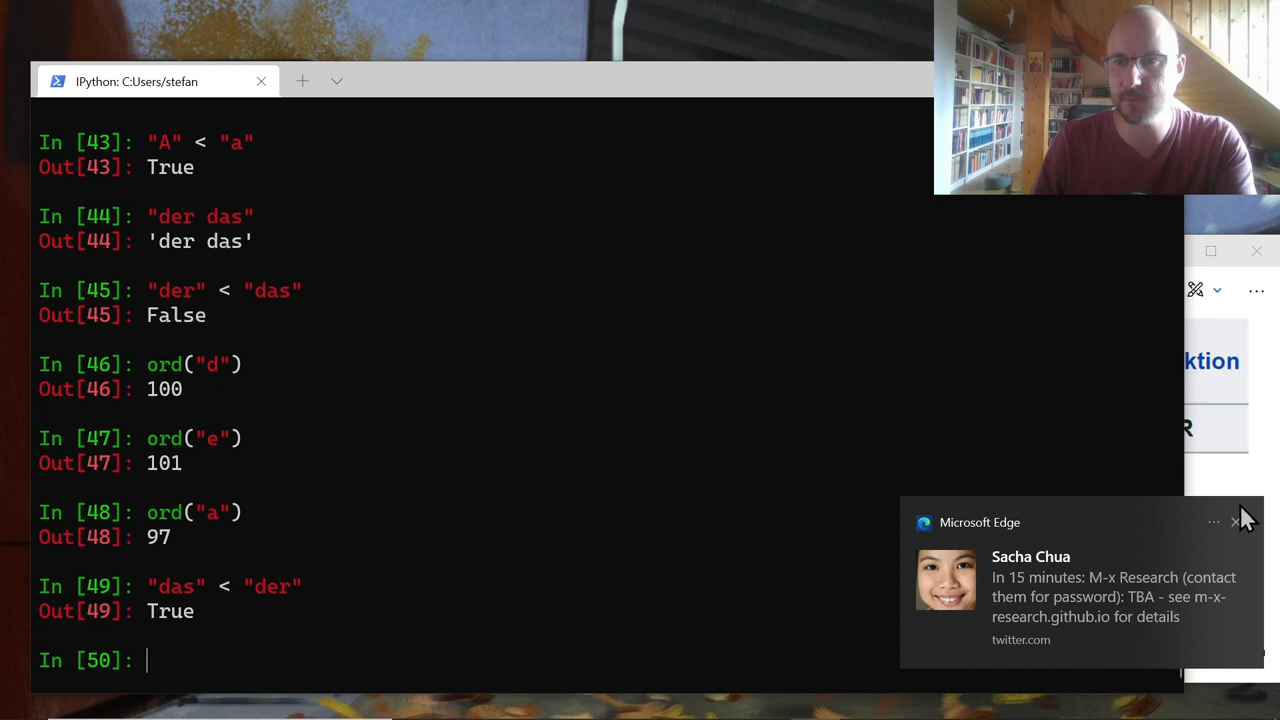 IPython: C:Users/stefan
In [43]: "A" < "a"
Out[43]: True
In [44]: "der das"
Out[44]: 'der das'
In [45]: "der" < "das"
Out[45]: False
In [46]: ord("d")
Out[46]: 100
In [47]: ord("e")
Out[47]: 101
In [48]: ord("a")
Out[48]: 97
In [49]: "das" < "der"
Out[49]: True
In [50]:
ktion
R
Microsoft Edge
Sacha Chua
In 15 minutes: M-x Research (contact
them for password): TBA - see m-x-
research.github.io for details
twitter.com